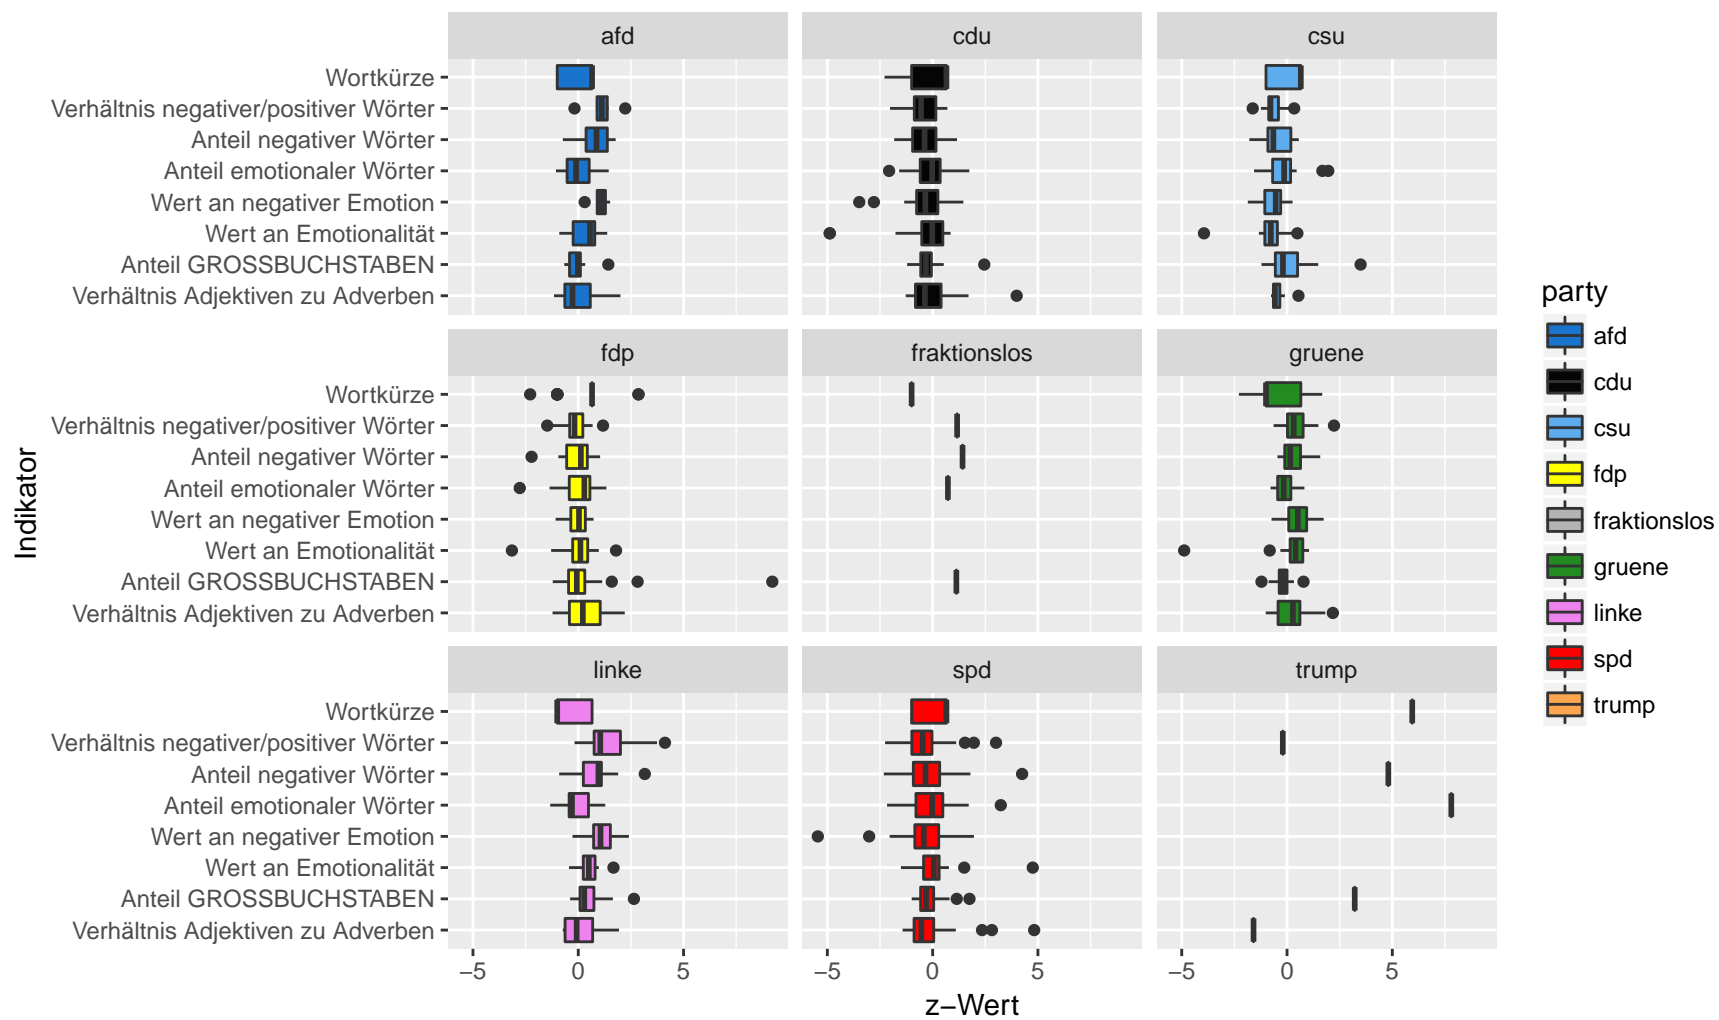 afd cdu csu
Wortkürze
Verhältnis negativer/positiver Wörter
Anteil negativer Wörter
Anteil emotionaler Wörter
Wert an negativer Emotion
Wert an Emotionalität
Anteil GROSSBUCHSTABEN
Verhältnis Adjektiven zu Adverben
fdp fraktionslos gruene
Wortkürze
Verhältnis negativer/positiver Wörter
Anteil negativer Wörter
Anteil emotionaler Wörter
Wert an negativer Emotion
Wert an Emotionalität
Anteil GROSSBUCHSTABEN
Verhältnis Adjektiven zu Adverben
linke spd trump
Wortkürze
Verhältnis negativer/positiver Wörter
Anteil negativer Wörter
Anteil emotionaler Wörter
Wert an negativer Emotion
Wert an Emotionalität
Anteil GROSSBUCHSTABEN
Verhältnis Adjektiven zu Adverben
−5 0 5 −5 0 5 −5 0 5
z−Wert
Indikator
party
afd
cdu
csu
fdp
fraktionslos
gruene
linke
spd
trump